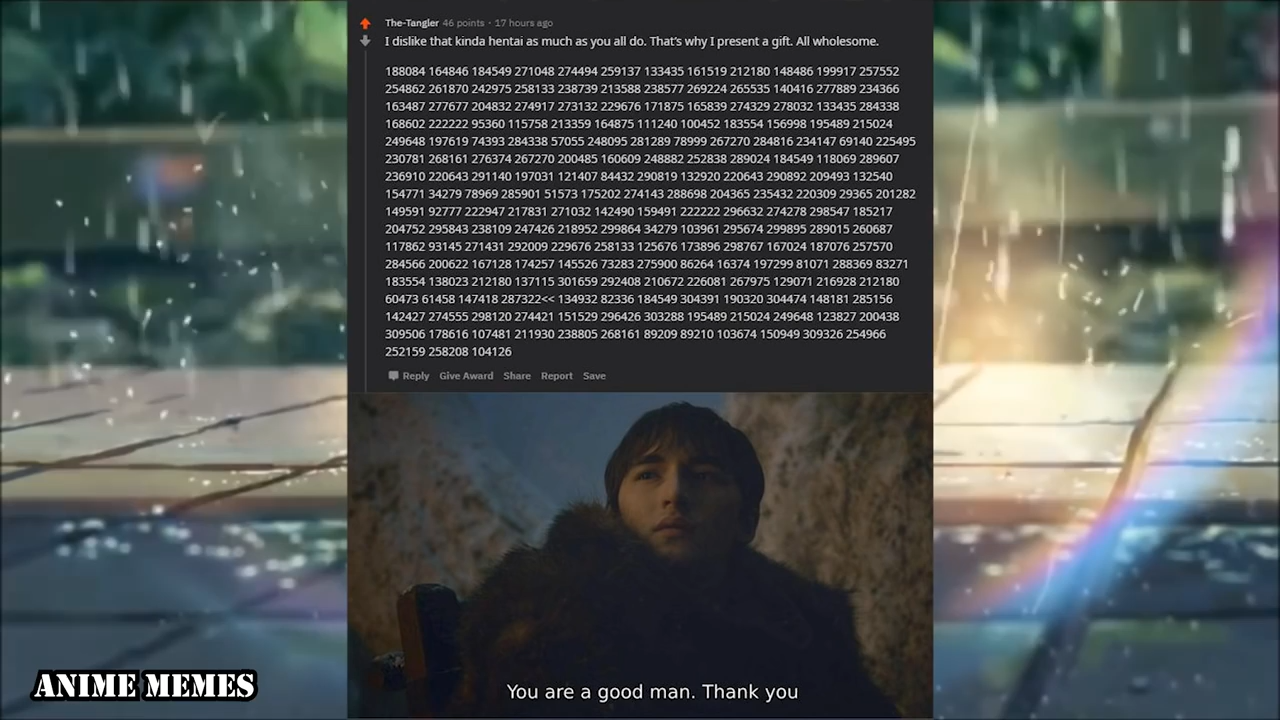 The-Tangler 46 points · 17 hours ago
I dislike that kinda hentai as much as you all do. That's why I present a gift. All wholesome.
188084 164846 184549 271048 274494 259137 133435 161519 212180 148486 199917 257552
254862 261870 242975 258133 238739 213588 238577 269224 265535 140416 277889 234366
163487 277677 204832 274917 273132 229676 171875 165839 274329 278032 133435 284338
168602 222222 95360 115758 213359 164875 111240 100452 183554 156998 195489 215024
249648 197619 74393 284338 57055 248095 281289 78999 267270 284816 234147 69140 225495
230781 268161 276374 267270 200485 160609 248882 252838 289024 184549 118069 289607
236910 220643 291140 197031 121407 84432 290819 132920 220643 290892 209493 132540
154771 34279 78969 285901 51573 175202 274143 288698 204365 235432 220309 29365 201282
149591 92777 222947 217831 271032 142490 159491 222222 296632 274278 298547 185217
204752 295843 238109 247426 218952 299864 34279 103961 295674 299895 289015 260687
117862 93145 271431 292009 229676 258133 125676 173896 298767 167024 187076 257570
284566 200622 167128 174257 145526 73283 275900 86264 16374 197299 81071 288369 83271
183554 138023 212180 137115 301659 292408 210672 226081 267975 129071 216928 212180
60473 61458 147418 287322<< 134932 82336 184549 304391 190320 304474 148181 285156
142427 274555 298120 274421 151529 296426 303288 195489 215024 249648 123827 200438
309506 178616 107481 211930 238805 268161 89209 89210 103674 150949 309326 254966
252159 258208 104126
Reply Give Award Share Report Save
You are a good man. Thank you
ANIME MEMES